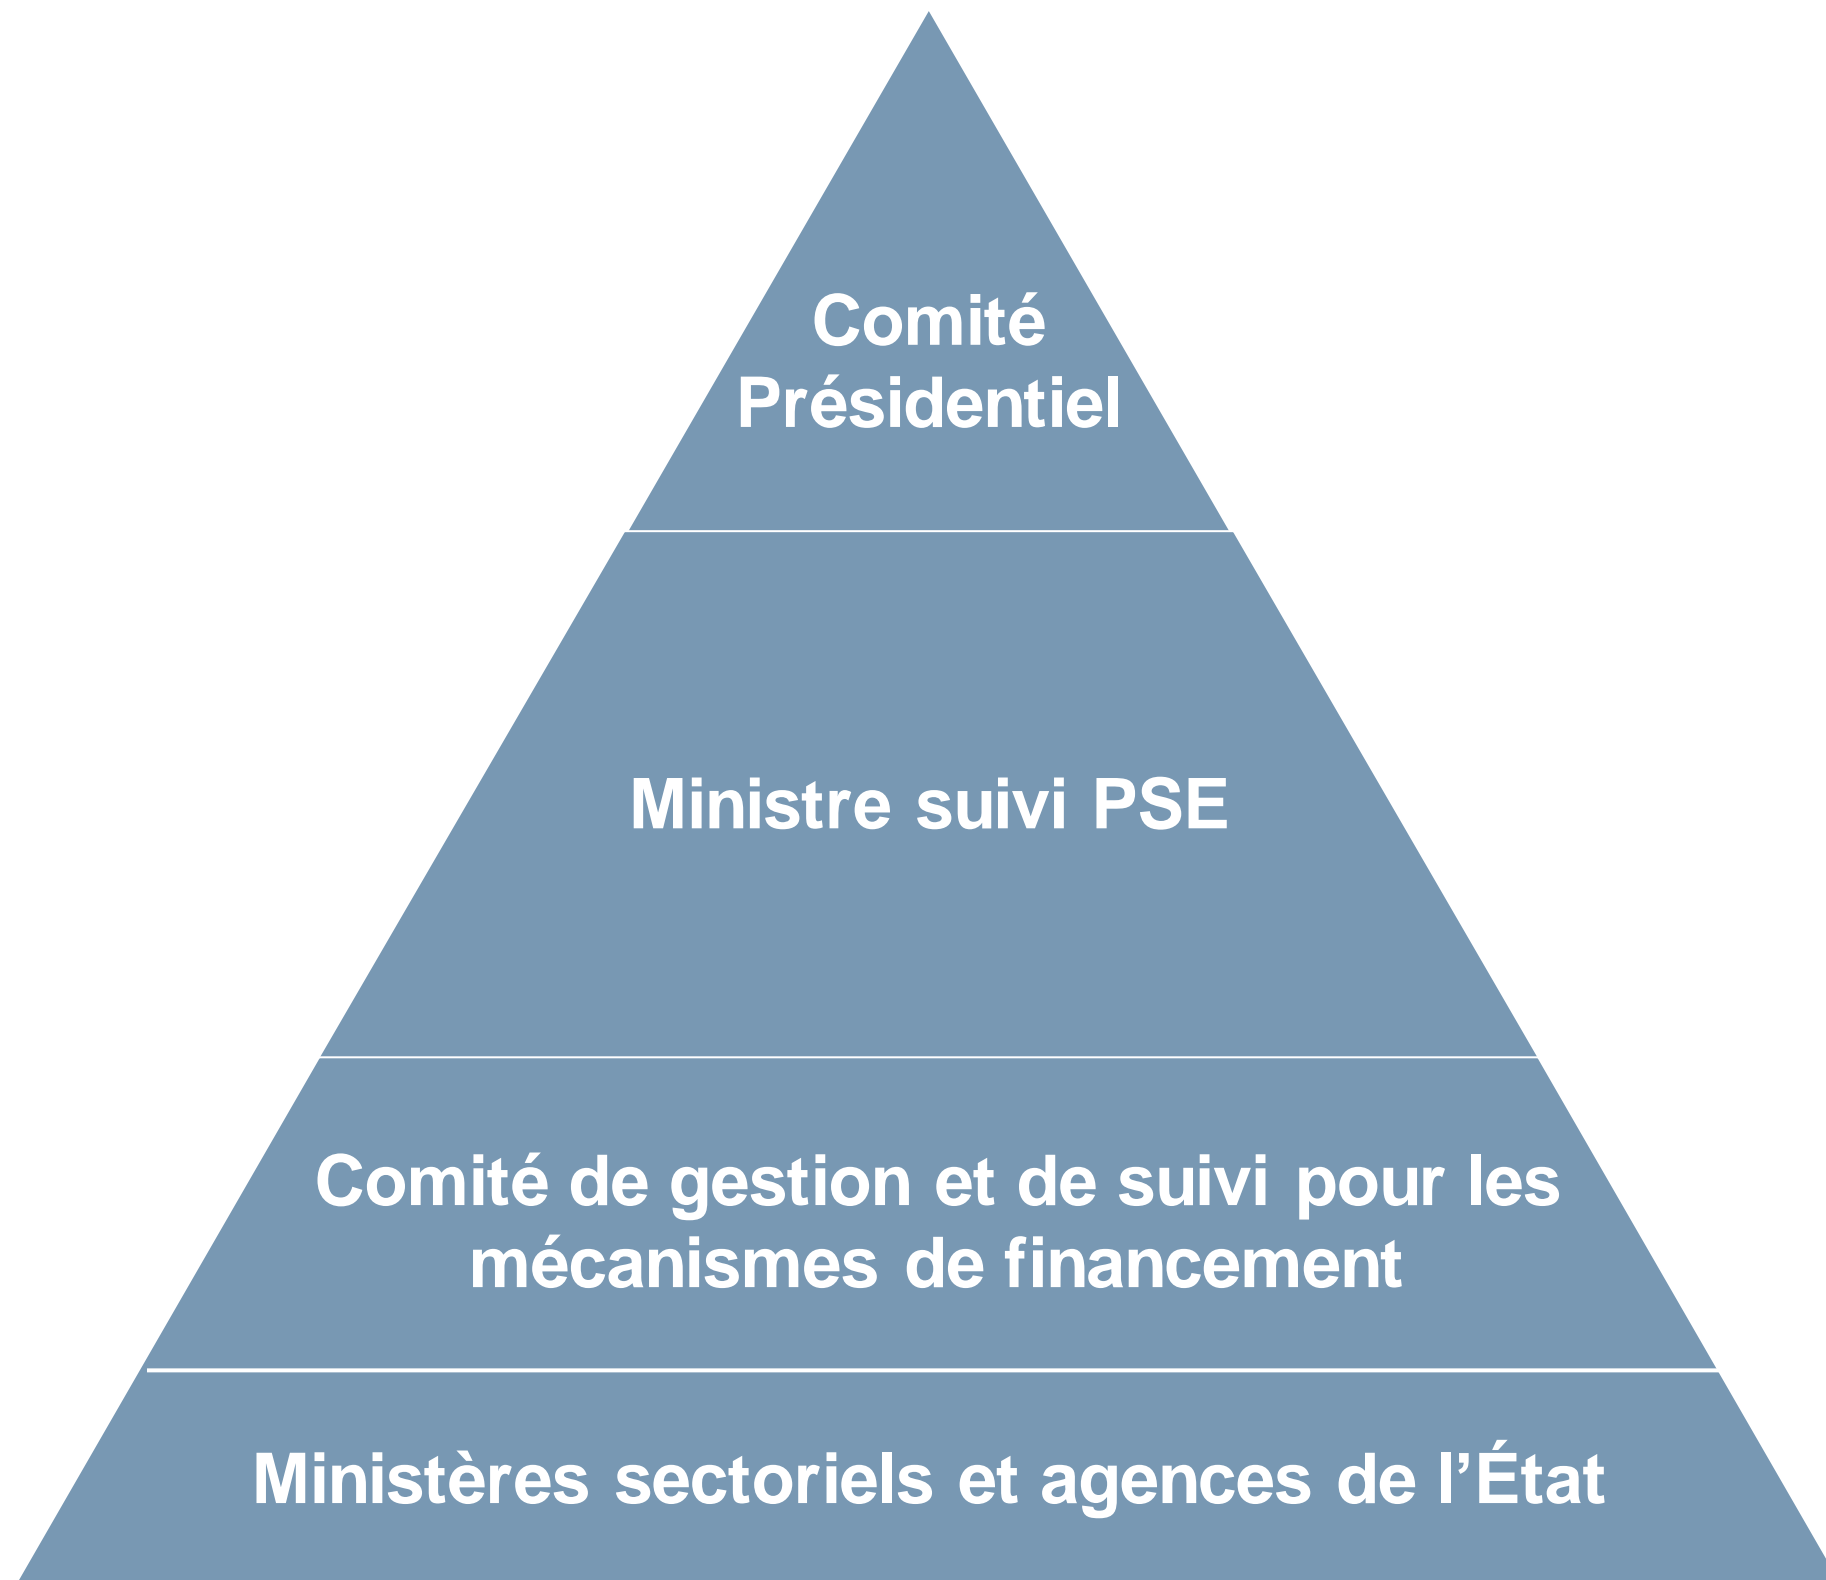 Comité
Présidentiel
Ministre suivi PSE
Comité de gestion et de suivi pour les
mécanismes de financement
Ministères sectoriels et agences de l’État